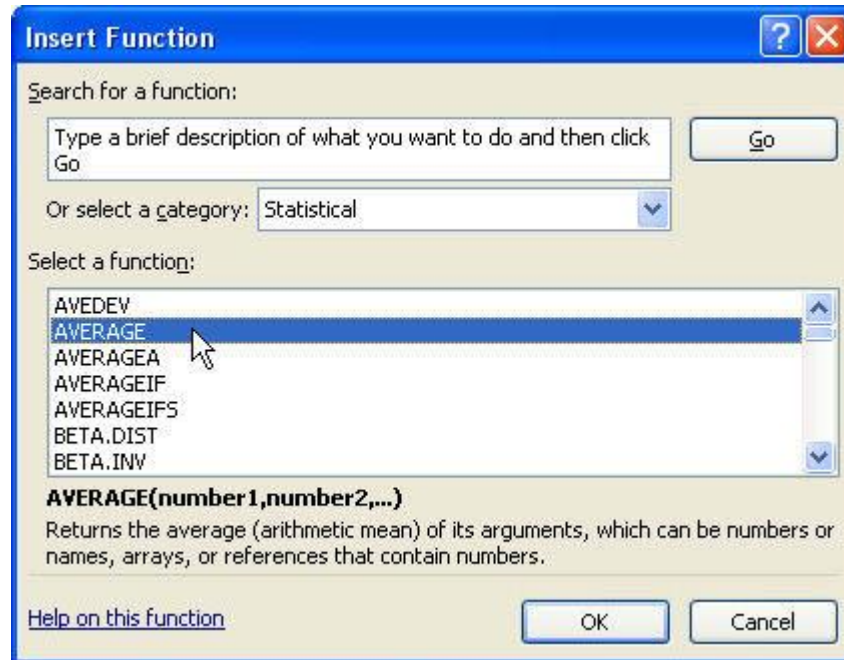 Insert Function
Search for a function:
Type a brief description of what you want to do and then click
Go
Go
Or select a category: Statistical
Select a function:
AVEDEV
AVERAGE
AVERAGEA
AVERAGEIF
AVERAGEIFS
BETA.DIST
BETA.INV
AVERAGE(number1,number2,...)
Returns the average (arithmetic mean) of its arguments, which can be numbers or
names, arrays, or references that contain numbers.
Help on this function
OK
Cancel